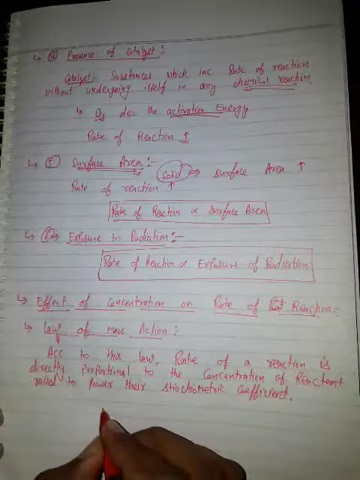 ↳ (d) Presence of Catalyst:-
Catalyst: Substances which inc Rate of reaction
without undergoing itself in any chemical reaction
↳ By dec the activation Energy
Rate of Reaction ↑
↳ (E) Surface Area:-
Solid ⇔ surface Area ↑
Rate of reaction ↑
Rate of Reaction ∝ Surface Area
↳ Exposure to Radiation:-
Rate of Reaction ∝ Exposure of Radiation
↳ Effect of Concentration on Rate of Reaction:-
↳ Law of mass Action:
Acc to this law, Rate of a reaction is
directly Proportional to the Concentration of Reactant
raised to power their stiochometric Coefficient.